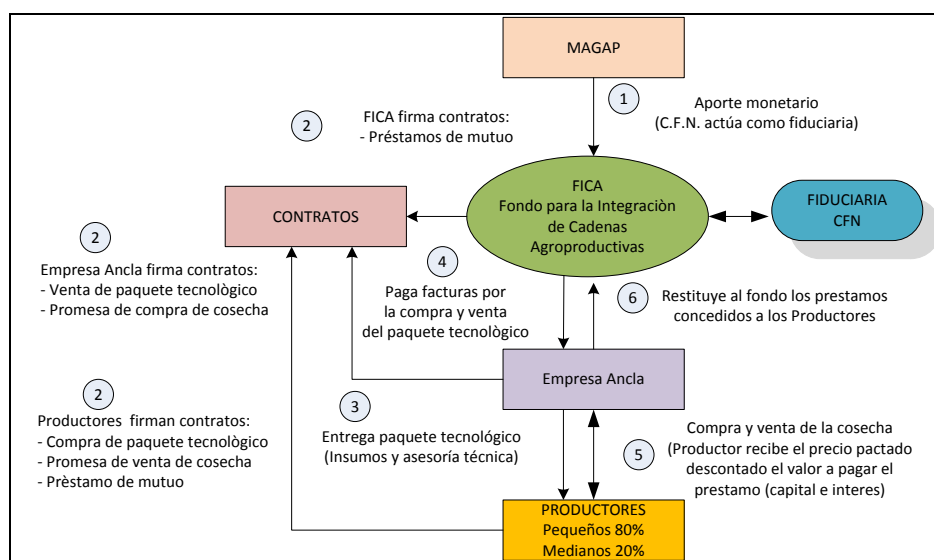 MAGAP
1
Aporte monetario
(C.F.N. actúa como fiduciaria)
2
FICA firma contratos:
- Préstamos de mutuo
CONTRATOS
FICA
Fondo para la Integraciòn
de Cadenas
Agroproductivas
FIDUCIARIA
CFN
2
Empresa Ancla firma contratos:
- Venta de paquete tecnològico
- Promesa de compra de cosecha
4
Paga facturas por
la compra y venta
del paquete tecnológico
6
Restituye al fondo los prestamos
concedidos a los Productores
Empresa Ancla
2
Productores firman contratos:
- Compra de paquete tecnològico
- Promesa de venta de cosecha
- Prèstamo de mutuo
3
Entrega paquete tecnológico
(Insumos y asesoría técnica)
5
Compra y venta de la cosecha
(Productor recibe el precio pactado
descontado el valor a pagar el
prestamo (capital e interes)
PRODUCTORES
Pequeños 80%
Medianos 20%